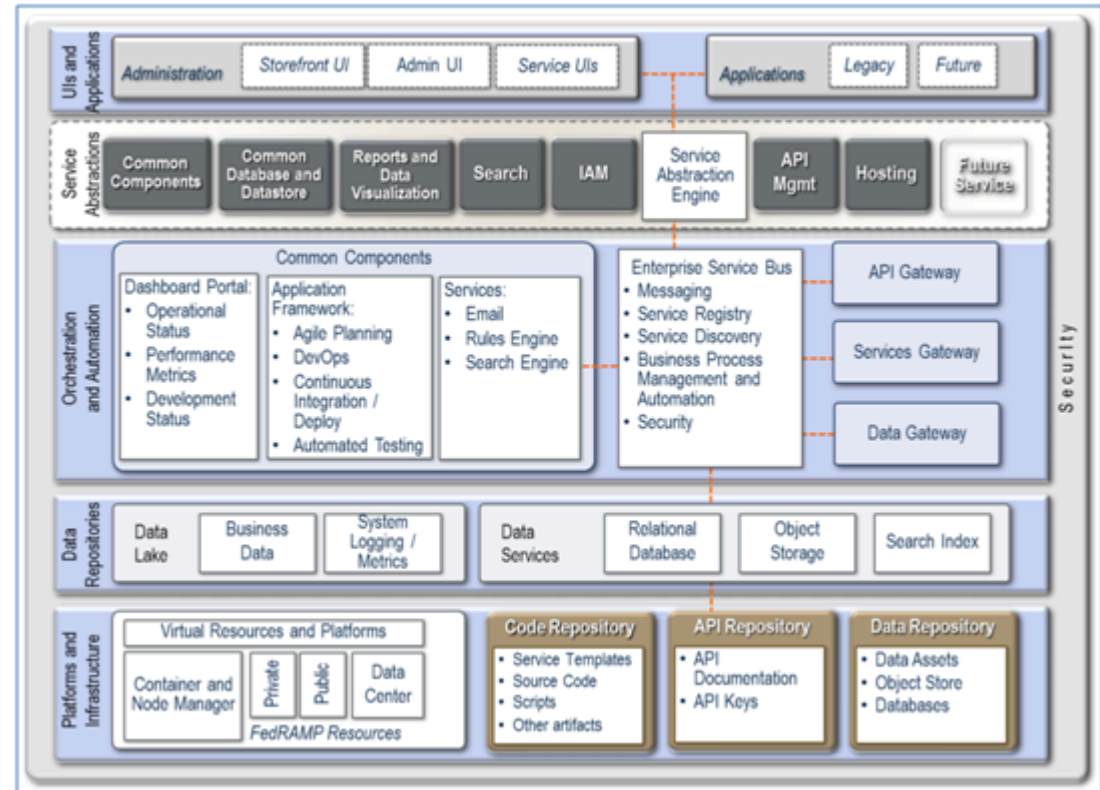 UIs and
Applications
Administration
Storefront UI
Admin UI
Service UIs
Applications
Legacy
Future
Service
Abstractions
Common
Components
Common
Database and
Datastore
Reports and
Data
Visualization
Search
IAM
Service
Abstraction
Engine
API
Mgmt
Hosting
Future
Service
Orchestration
and Automation
Common Components
Dashboard Portal:
• Operational
Status
• Performance
Metrics
• Development
Status
Application
Framework:
• Agile Planning
• DevOps
• Continuous
Integration /
Deploy
• Automated Testing
Services:
• Email
• Rules Engine
• Search Engine
Enterprise Service Bus
• Messaging
• Service Registry
• Service Discovery
• Business Process
Management and
Automation
• Security
API Gateway
Services Gateway
Data Gateway
Security
Data
Repositories
Data
Lake
Business
Data
System
Logging /
Metrics
Data
Services
Relational
Database
Object
Storage
Search Index
Platforms and
Infrastructure
Virtual Resources and Platforms
Container and
Node Manager
Private
Public
Data
Center
FedRAMP Resources
Code Repository
• Service Templates
• Source Code
• Scripts
• Other artifacts
API Repository
• API
Documentation
• API Keys
Data Repository
• Data Assets
• Object Store
• Databases